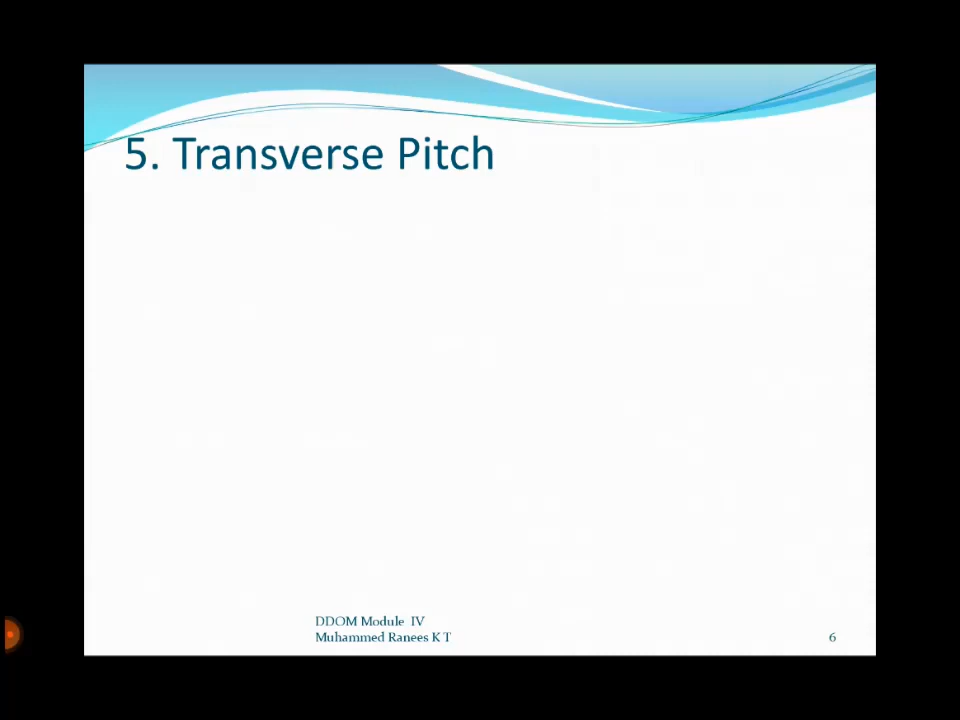 5. Transverse Pitch
DDOM Module IV
Muhammed Ranees K T
6